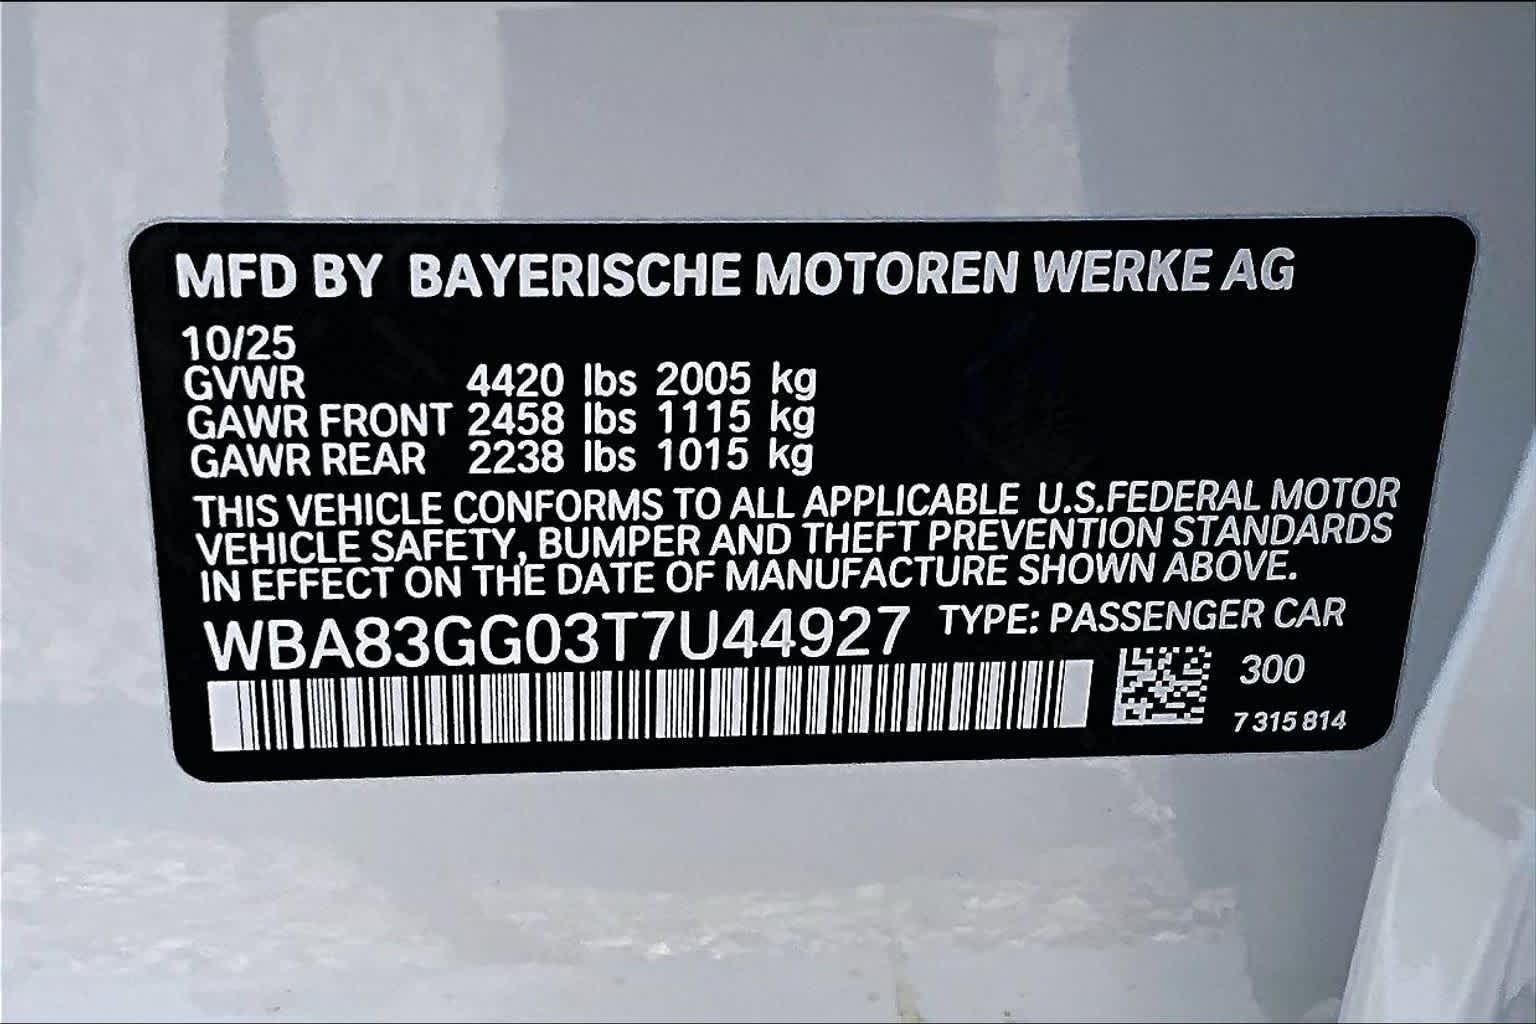 MFD BY BAYERISCHE MOTOREN WERKE AG
10/25
GVWR 4420 lbs 2005 kg
GAWR FRONT 2458 lbs 1115 kg
GAWR REAR 2238 lbs 1015 kg
THIS VEHICLE CONFORMS TO ALL APPLICABLE U.S.FEDERAL MOTOR
VEHICLE SAFETY, BUMPER AND THEFT PREVENTION STANDARDS
IN EFFECT ON THE DATE OF MANUFACTURE SHOWN ABOVE.
WBA83GG03T7U44927 TYPE: PASSENGER CAR
300
7 315 814